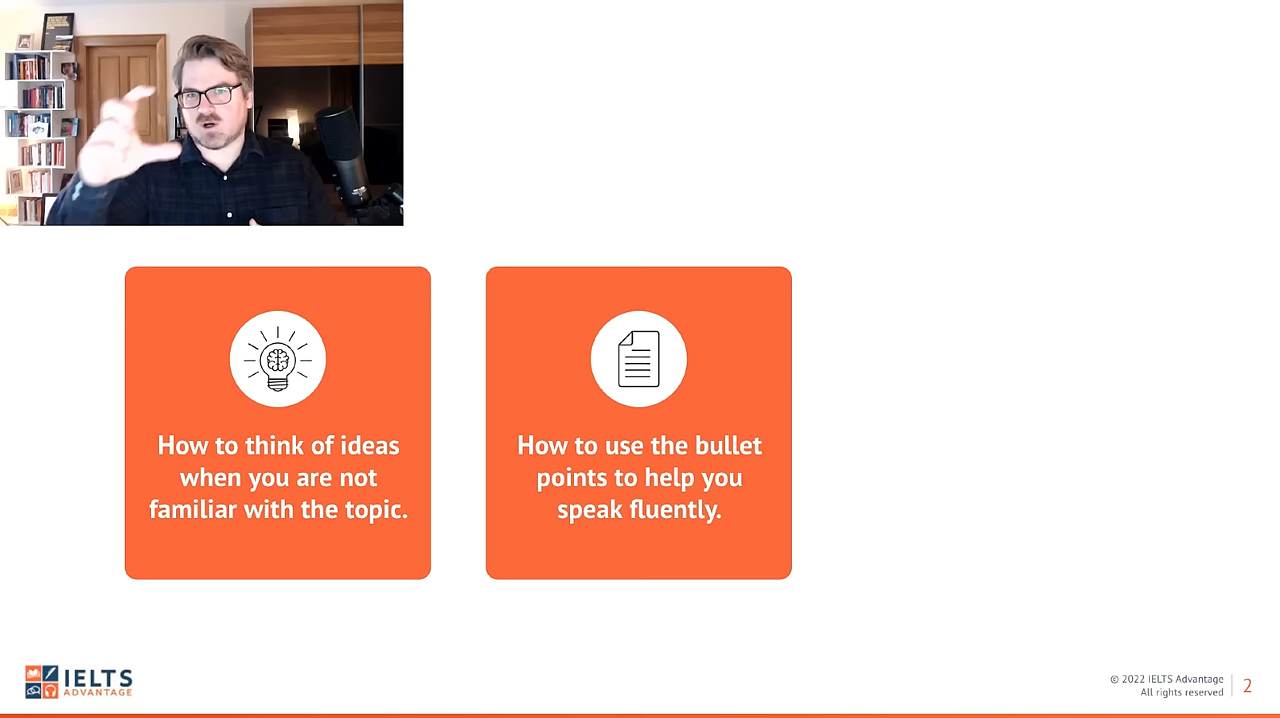 How to think of ideas
when you are not
familiar with the topic.
How to use the bullet
points to help you
speak fluently.
IELTS
ADVANTAGE
© 2022 IELTS Advantage
All rights reserved
2